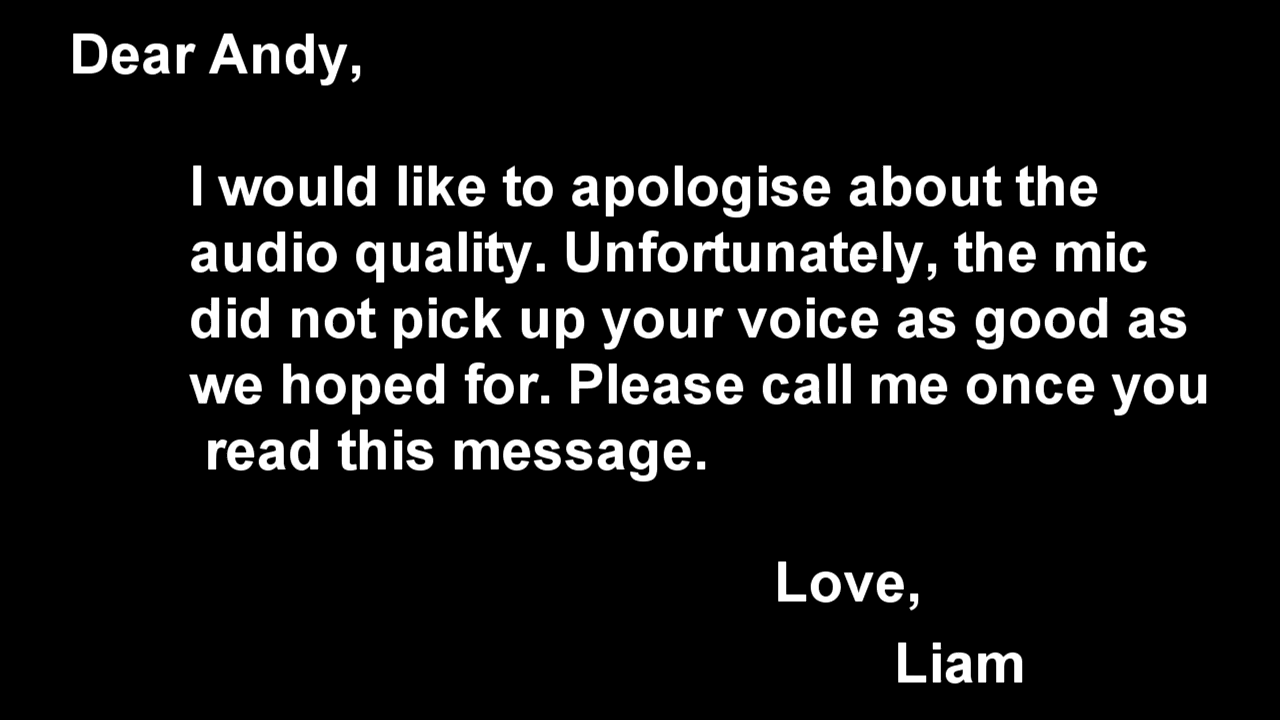 Dear Andy,
I would like to apologise about the
audio quality. Unfortunately, the mic
did not pick up your voice as good as
we hoped for. Please call me once you
read this message.
Love,
Liam